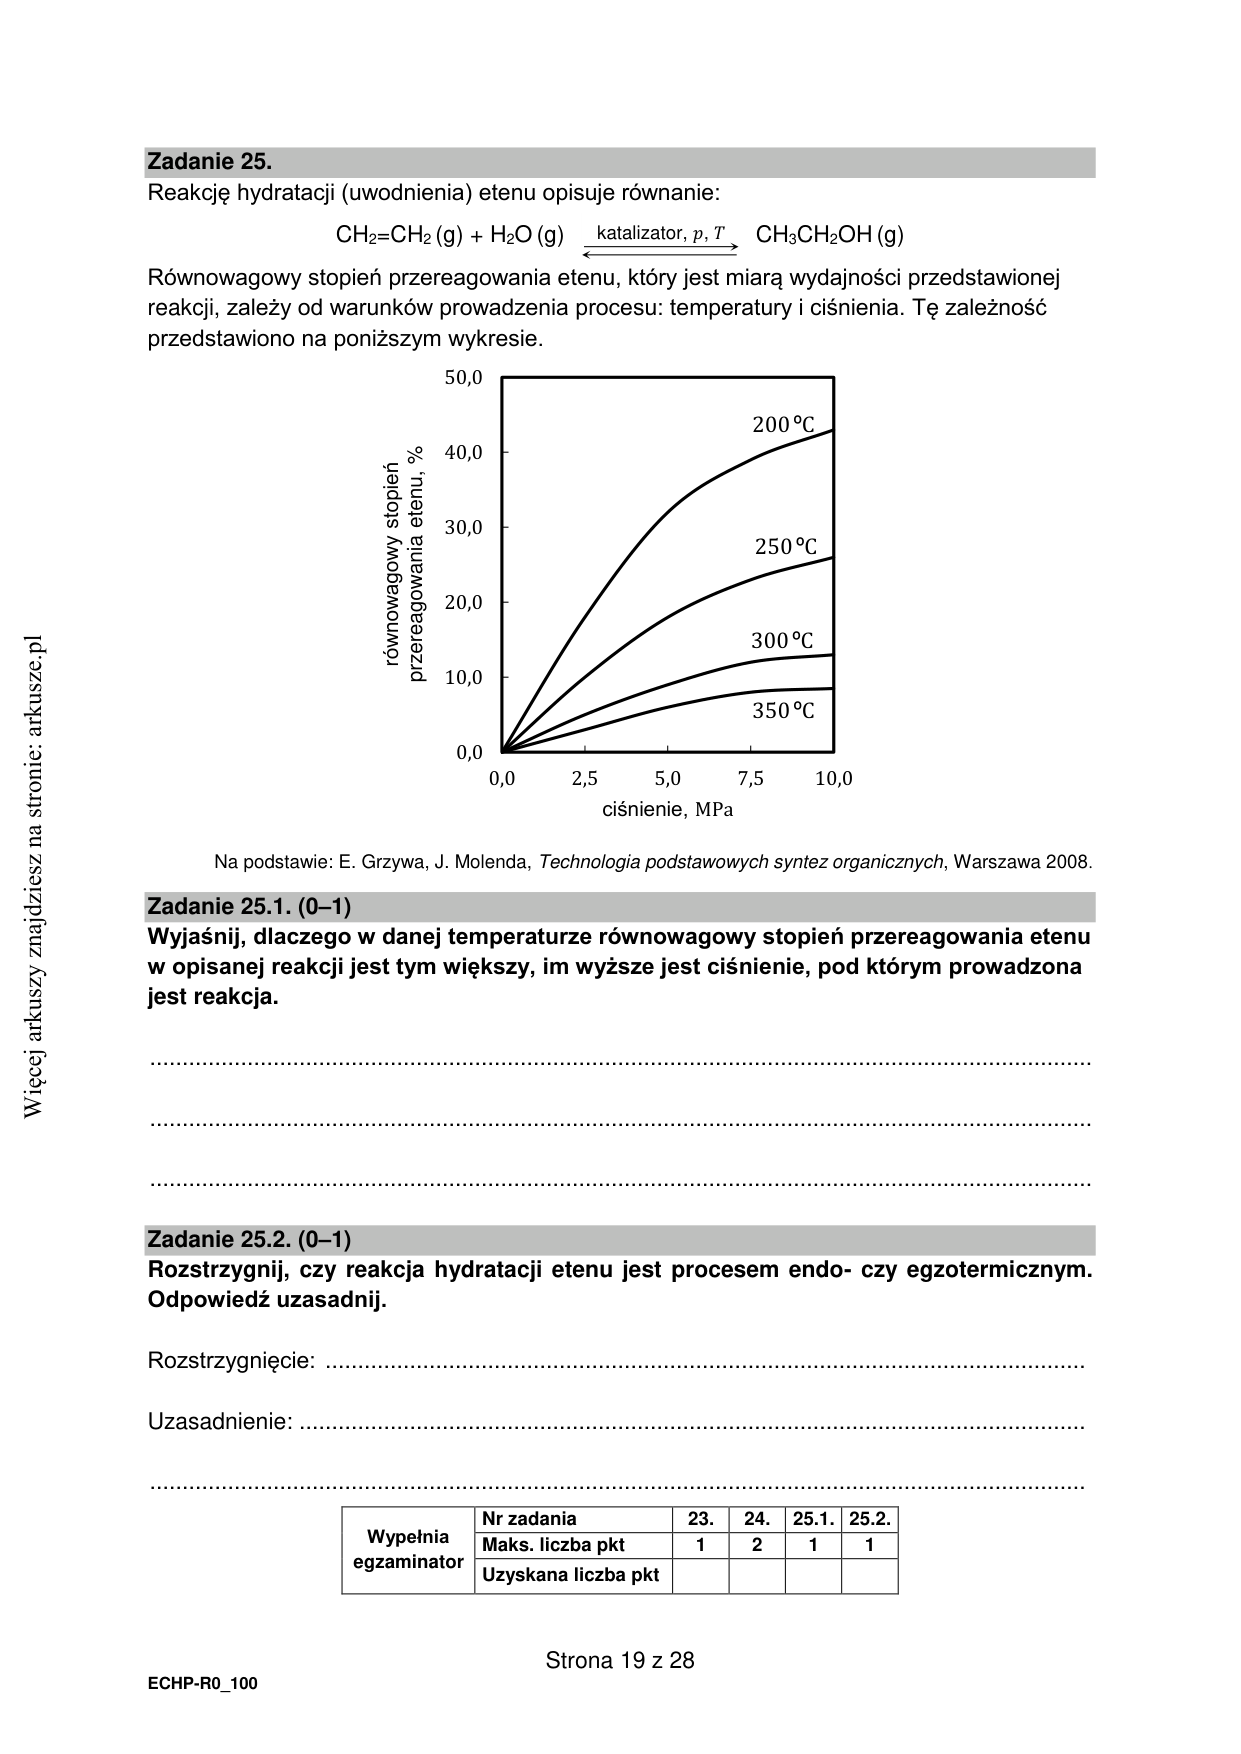 Zadanie 25.
Reakcję hydratacji (uwodnienia) etenu opisuje równanie:
CH₂=CH₂ (g) + H₂O (g) katalizator, p, T CH₃CH₂OH (g)
Równowagowy stopień przereagowania etenu, który jest miarą wydajności przedstawionej
reakcji, zależy od warunków prowadzenia procesu: temperatury i ciśnienia. Tę zależność
przedstawiono na poniższym wykresie.
równowagowy stopień
przereagowania etenu, %
50,0
40,0
30,0
20,0
10,0
0,0
200 ºC
250 ºC
300 ºC
350 ºC
0,0 2,5 5,0 7,5 10,0
ciśnienie, MPa
Na podstawie: E. Grzywa, J. Molenda, Technologia podstawowych syntez organicznych, Warszawa 2008.
Zadanie 25.1. (0–1)
Wyjaśnij, dlaczego w danej temperaturze równowagowy stopień przereagowania etenu
w opisanej reakcji jest tym większy, im wyższe jest ciśnienie, pod którym prowadzona
jest reakcja.
Zadanie 25.2. (0–1)
Rozstrzygnij, czy reakcja hydratacji etenu jest procesem endo- czy egzotermicznym.
Odpowiedź uzasadnij.
Rozstrzygnięcie: ........................................................................
Uzasadnienie: ........................................................................
Wypełnia
egzaminator
Nr zadania 23. 24. 25.1. 25.2.
Maks. liczba pkt 1 2 1 1
Uzyskana liczba pkt
Strona 19 z 28
ECHP-R0_100
Więcej arkuszy znajdziesz na stronie: arkusze.pl